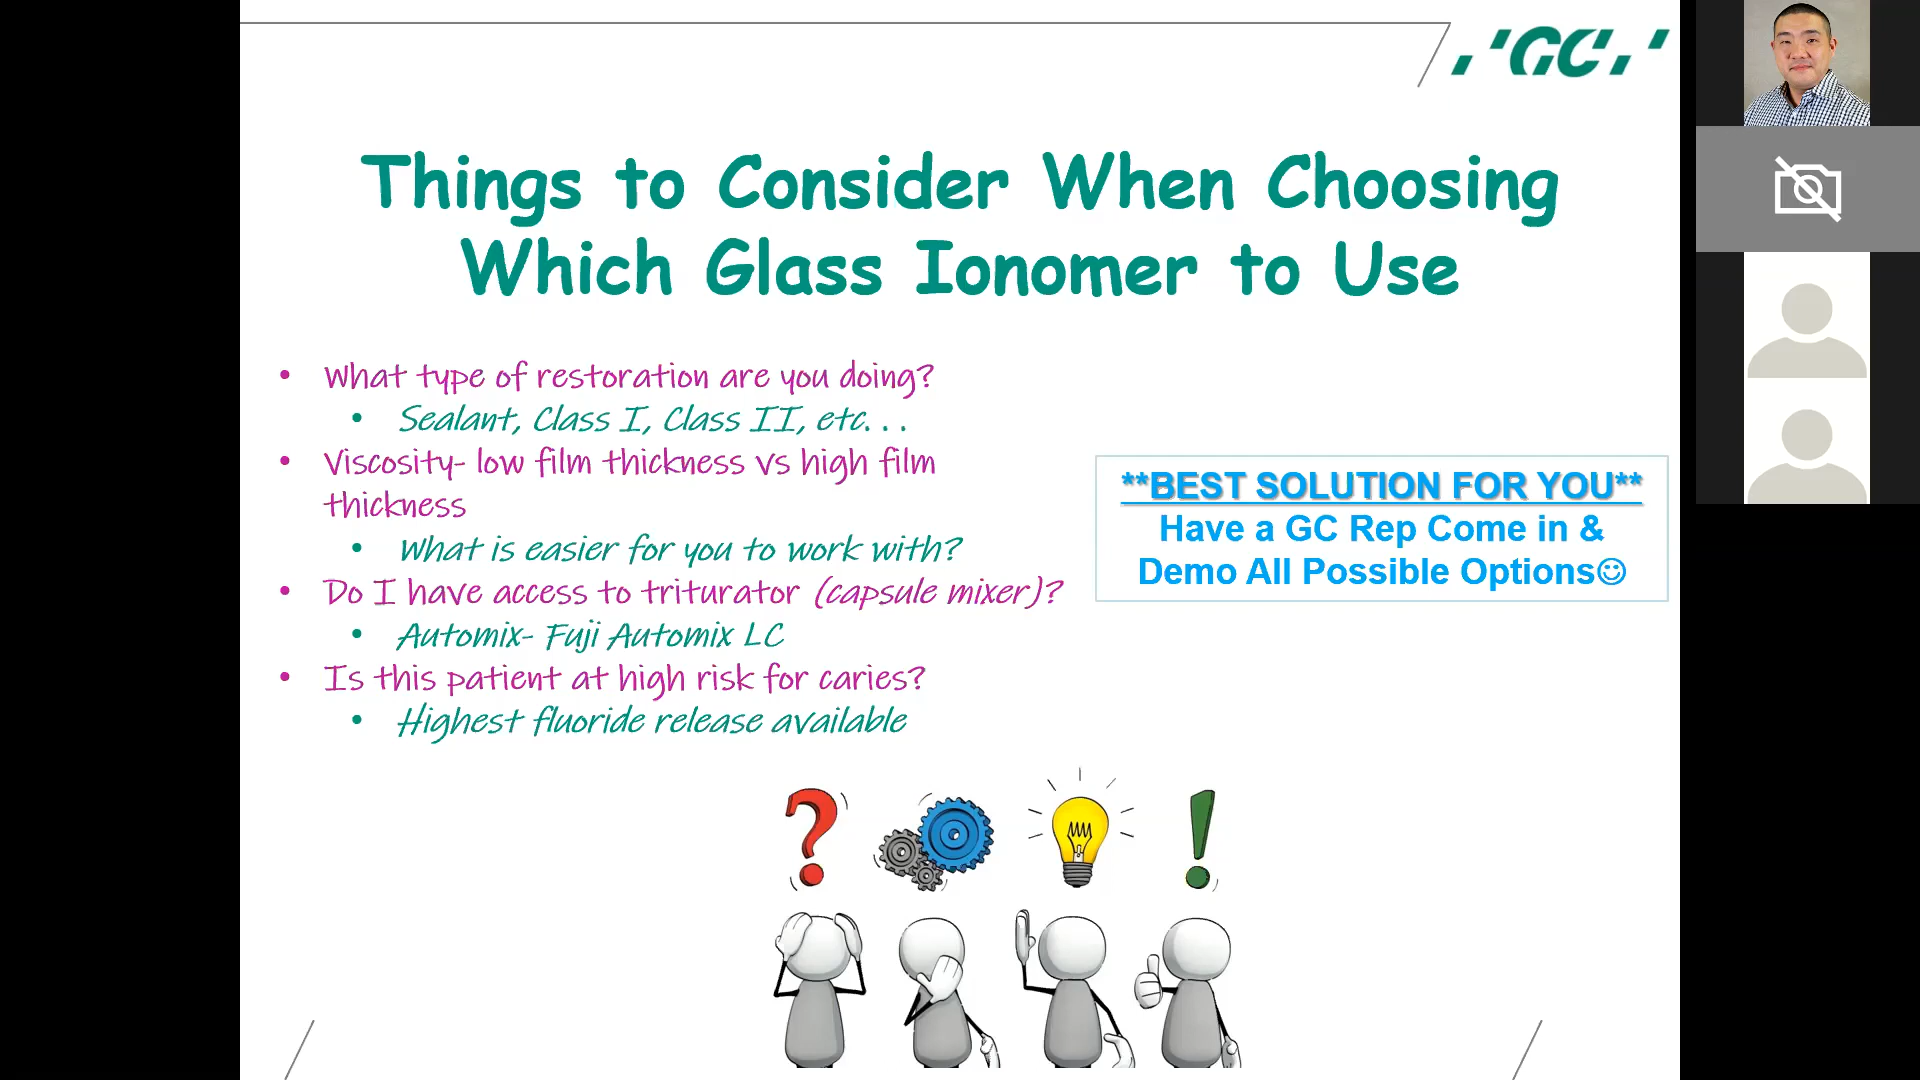 GC
Things to Consider When Choosing
Which Glass Ionomer to Use
• What type of restoration are you doing?
• Sealant, Class I, Class II, etc...
• Viscosity- low film thickness vs high film
thickness
• What is easier for you to work with?
• Do I have access to triturator (capsule mixer)?
• Automix- Fuji Automix LC
• Is this patient at high risk for caries?
• Highest fluoride release available
**BEST SOLUTION FOR YOU**
Have a GC Rep Come in &
Demo All Possible Options☺